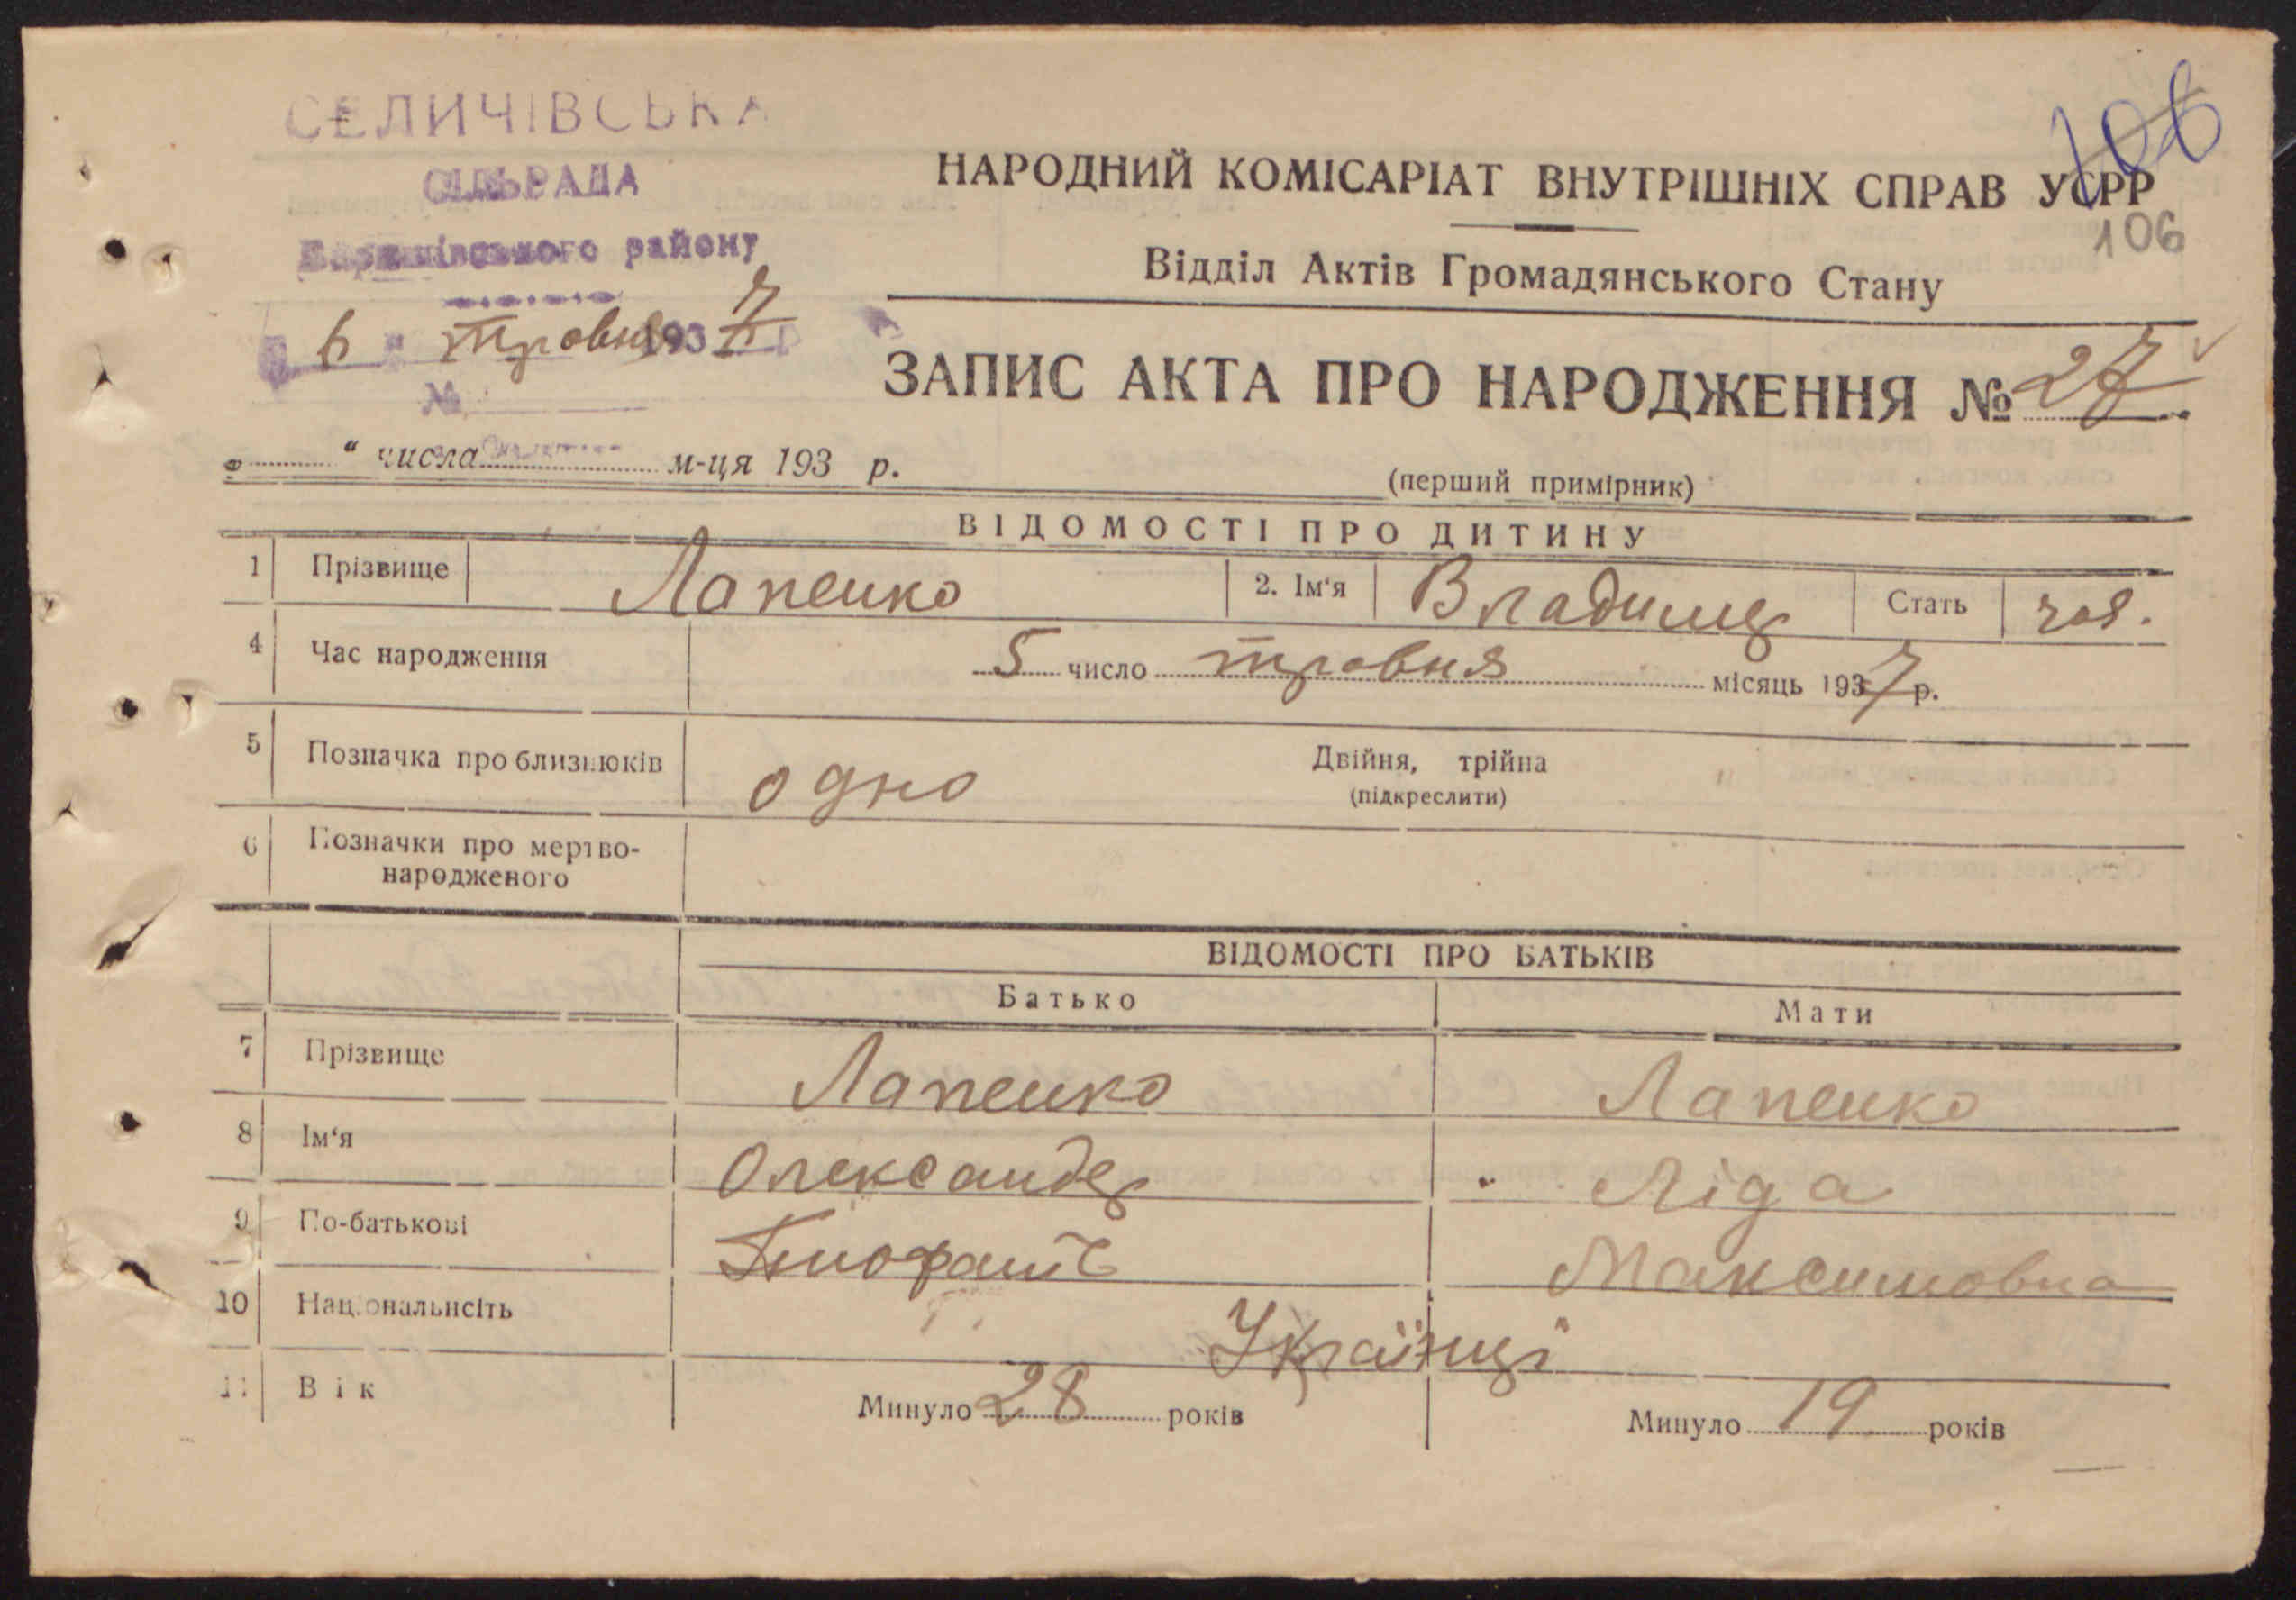 СЕЛИЧІВСЬКА
СІЛЬРАДА
району
106
НАРОДНИЙ КОМІСАРІАТ ВНУТРІШНІХ СПРАВ УСРР
106
Відділ Актів Громадянського Стану
6 " травня 1937
№
ЗАПИС АКТА ПРО НАРОДЖЕННЯ № 27
" числа м-ця 193 р.
(перший примірник)
ВІДОМОСТІ ПРО ДИТИНУ
1 Прізвище Лапенко 2. Ім‘я Владимир Стать чол.
4 Час народження 5 число травня місяць 1937 р.
5 Позначка про близнюків одно Двійня, трійна
(підкреслити)
6 Позначки про мертво-
народженого
ВІДОМОСТІ ПРО БАТЬКІВ
Батько Мати
7 Прізвище Лапенко Лапенко
8 Ім‘я Олександр Ліда
9 По-батькові Максимовна
10 Національнсіть Українці
11 Вік Минуло 28 років Минуло 19 років